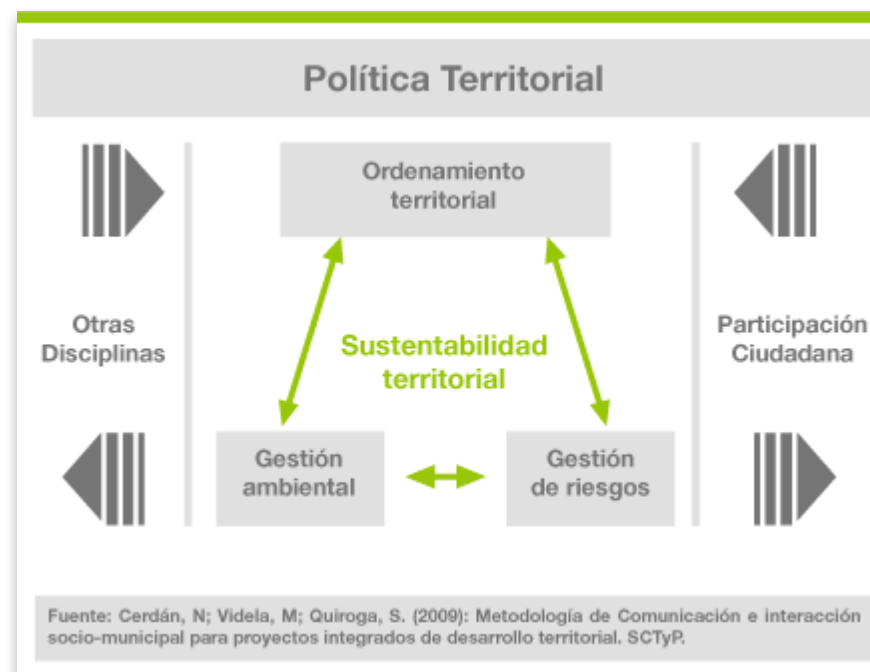 Política Territorial
Ordenamiento
territorial
Otras
Disciplinas
Sustentabilidad
territorial
Participación
Ciudadana
Gestión
ambiental
Gestión
de riesgos
Fuente: Cerdán, N; Videla, M; Quiroga, S. (2009): Metodología de Comunicación e interacción
socio-municipal para proyectos integrados de desarrollo territorial. SCTyP.